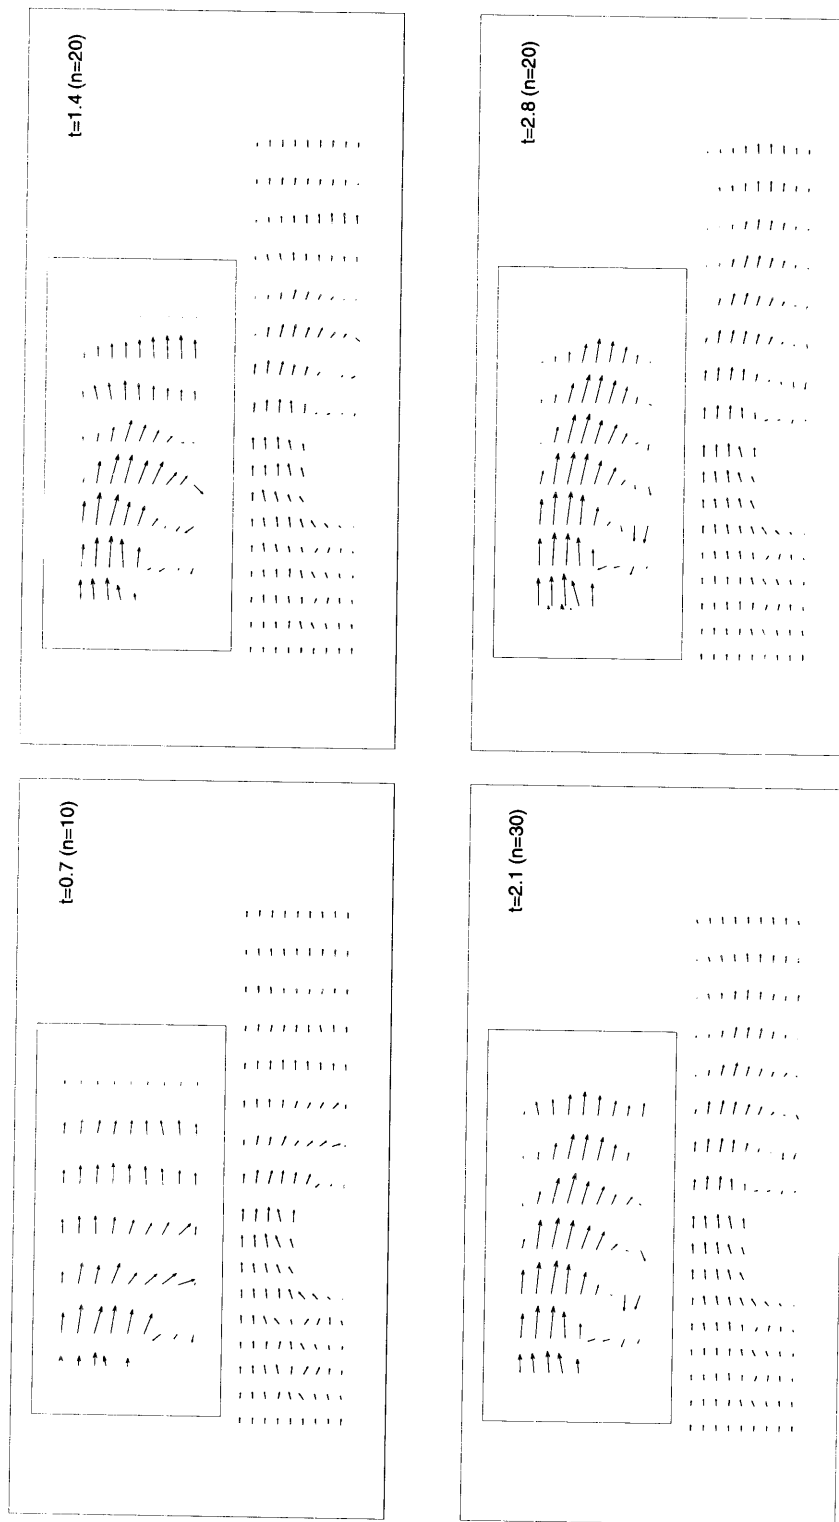 t=0.7 (n=10)
t=1.4 (n=20)
t=2.1 (n=30)
t=2.8 (n=20)